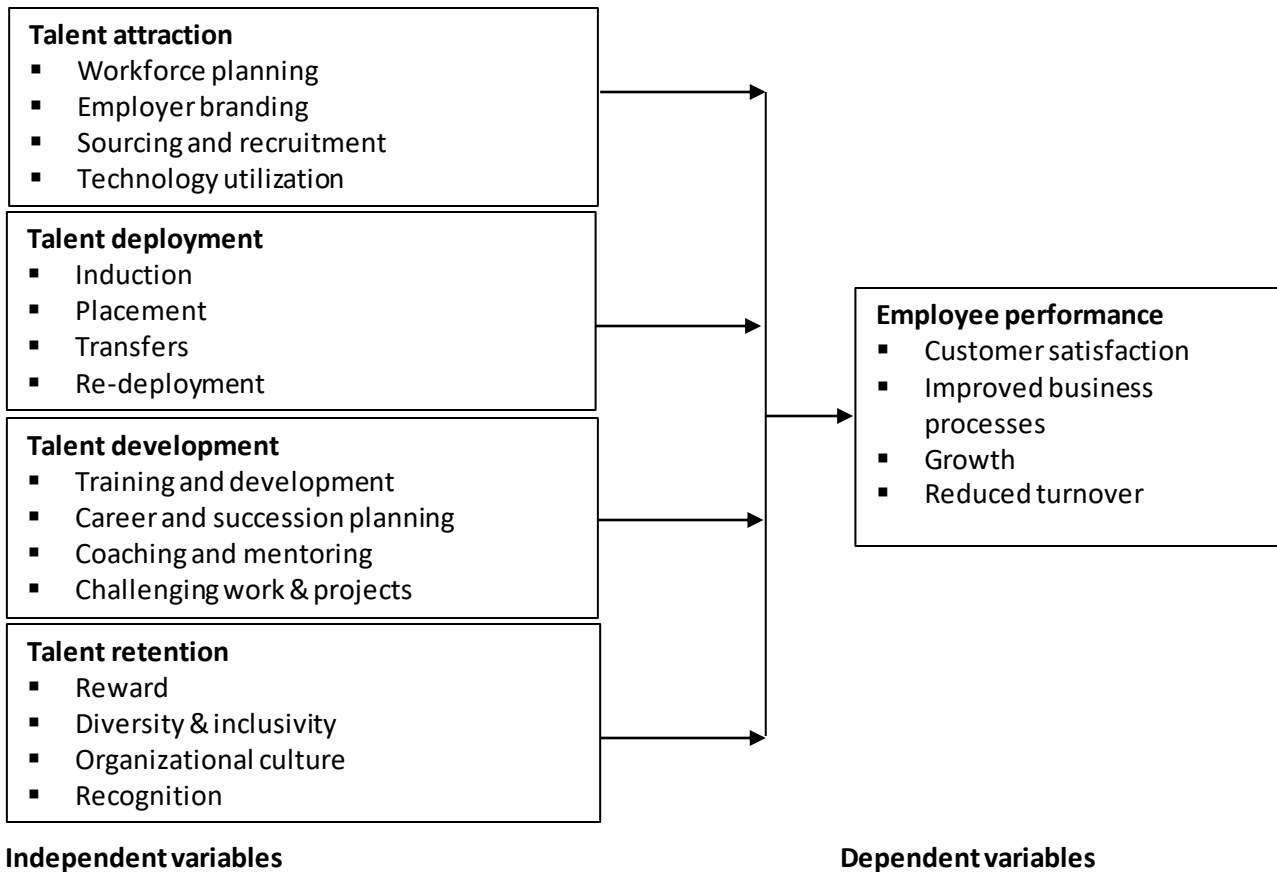 Talent attraction
▪ Workforce planning
▪ Employer branding
▪ Sourcing and recruitment
▪ Technology utilization
Talent deployment
▪ Induction
▪ Placement
▪ Transfers
▪ Re-deployment
Talent development
▪ Training and development
▪ Career and succession planning
▪ Coaching and mentoring
▪ Challenging work & projects
Talent retention
▪ Reward
▪ Diversity & inclusivity
▪ Organizational culture
▪ Recognition
Independent variables
Employee performance
▪ Customer satisfaction
▪ Improved business
processes
▪ Growth
▪ Reduced turnover
Dependent variables